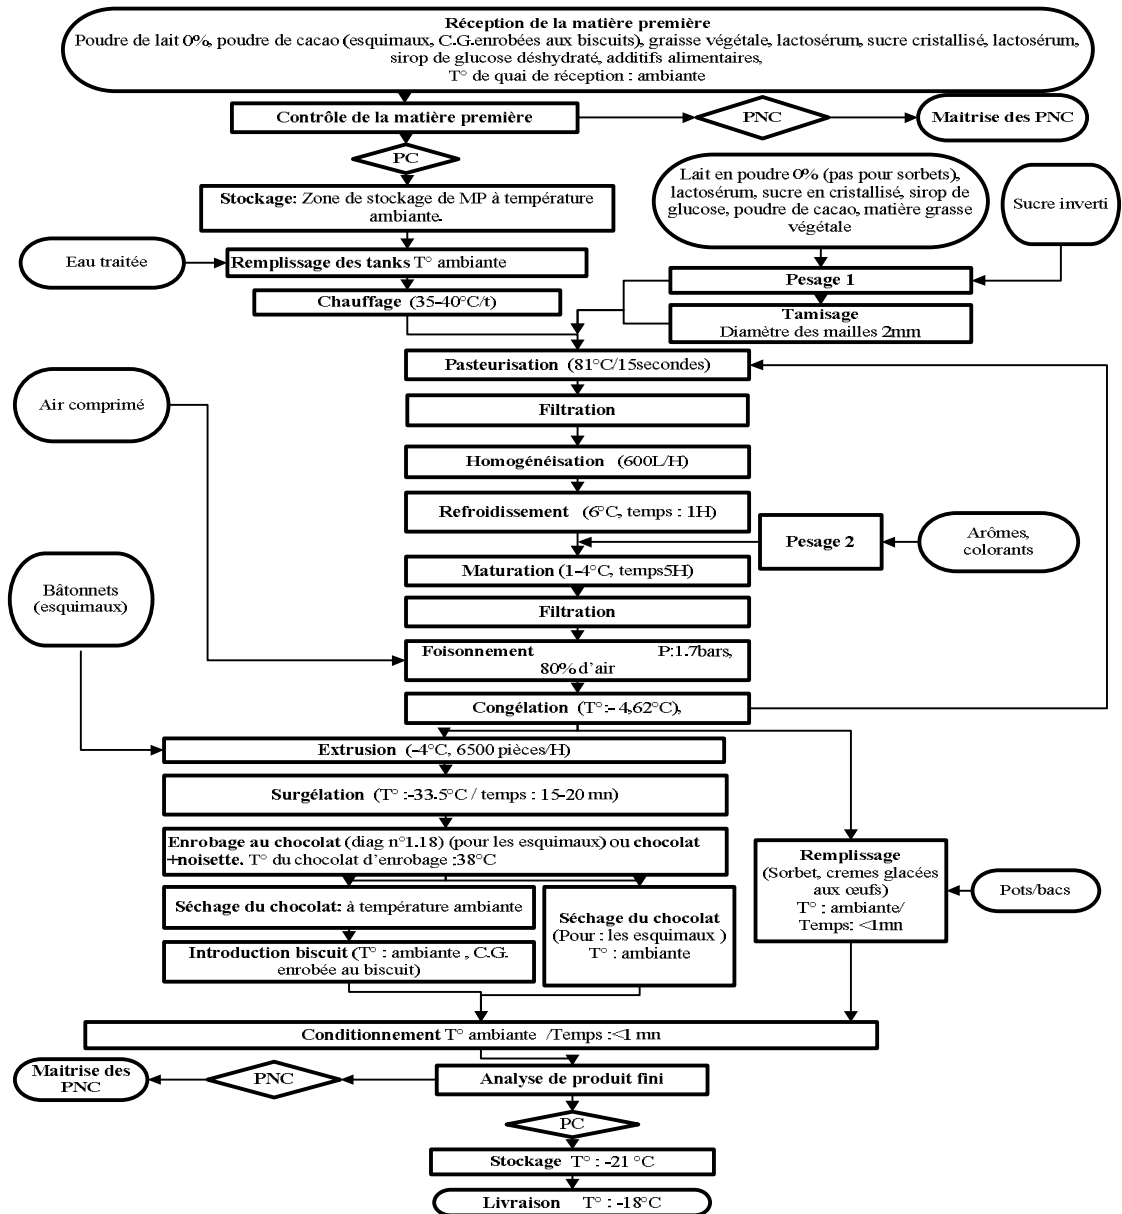 Réception de la matière première
Poudre de lait 0%, poudre de cacao (esquimaux, C.G.enrobées aux biscuits), graisse végétale, lactosérum, sucre cristallisé, lactosérum,
sirop de glucose déshydraté, additifs alimentaires,
T° de quai de réception : ambiante
Contrôle de la matière première
PNC
Maitrise des PNC
PC
Stockage: Zone de stockage de MP à température
ambiante.
Lait en poudre 0% (pas pour sorbets),
lactosérum, sucre en cristallisé, sirop de
glucose, poudre de cacao, matière grasse
végétale
Sucre inverti
Eau traitée
Remplissage des tanks T° ambiante
Pesage 1
Chauffage (35-40°C/t)
Tamisage
Diamètre des mailles 2mm
Pasteurisation (81°C/15secondes)
Air comprimé
Filtration
Homogénéisation (600L/H)
Refroidissement (6°C, temps : 1H)
Pesage 2
Arômes,
colorants
Maturation (1-4°C, temps5H)
Bâtonnets
(esquimaux)
Filtration
Foisonnement P:1.7bars,
80% d'air
Congélation (T°:- 4,62°C),
Extrusion (-4°C, 6500 pièces/H)
Surgélation (T° :-33.5°C / temps : 15-20 mn)
Enrobage au chocolat (diag n°1.18) (pour les esquimaux) ou chocolat
+noisette. T° du chocolat d'enrobage :38°C
Remplissage
(Sorbet, cremes glacées
aux œufs)
T° : ambiante/
Temps: <1mn
Pots/bacs
Séchage du chocolat: à température ambiante
Séchage du chocolat
(Pour : les esquimaux )
T° : ambiante
Introduction biscuit (T° : ambiante , C.G.
enrobée au biscuit)
Conditionnement T° ambiante /Temps :<1 mn
Maitrise des
PNC
PNC
Analyse de produit fini
PC
Stockage T° : -21 °C
Livraison T° : -18°C